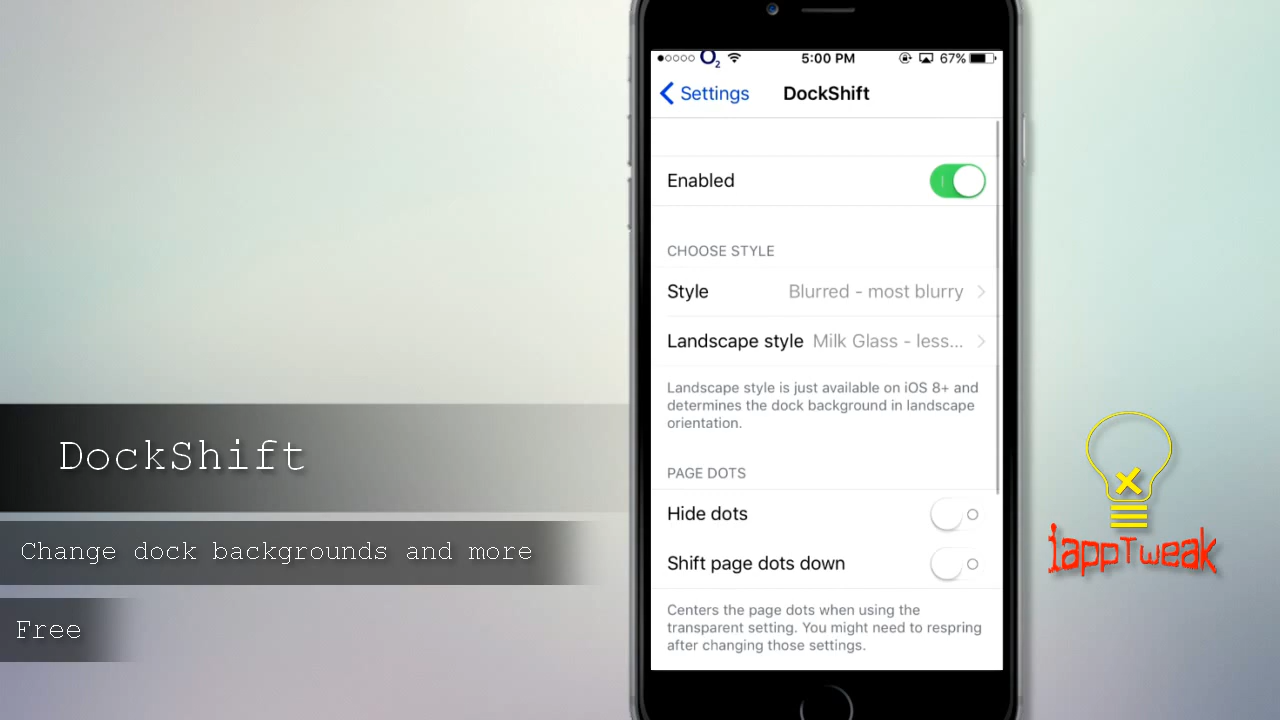 O2
5:00 PM
67%
Settings
DockShift
Enabled
CHOOSE STYLE
Style
Blurred - most blurry
Landscape style
Milk Glass - less...
Landscape style is just available on iOS 8+ and
determines the dock background in landscape
orientation.
PAGE DOTS
Hide dots
Shift page dots down
Centers the page dots when using the
transparent setting. You might need to respring
after changing those settings.
DockShift
Change dock backgrounds and more
Free
iappTweak